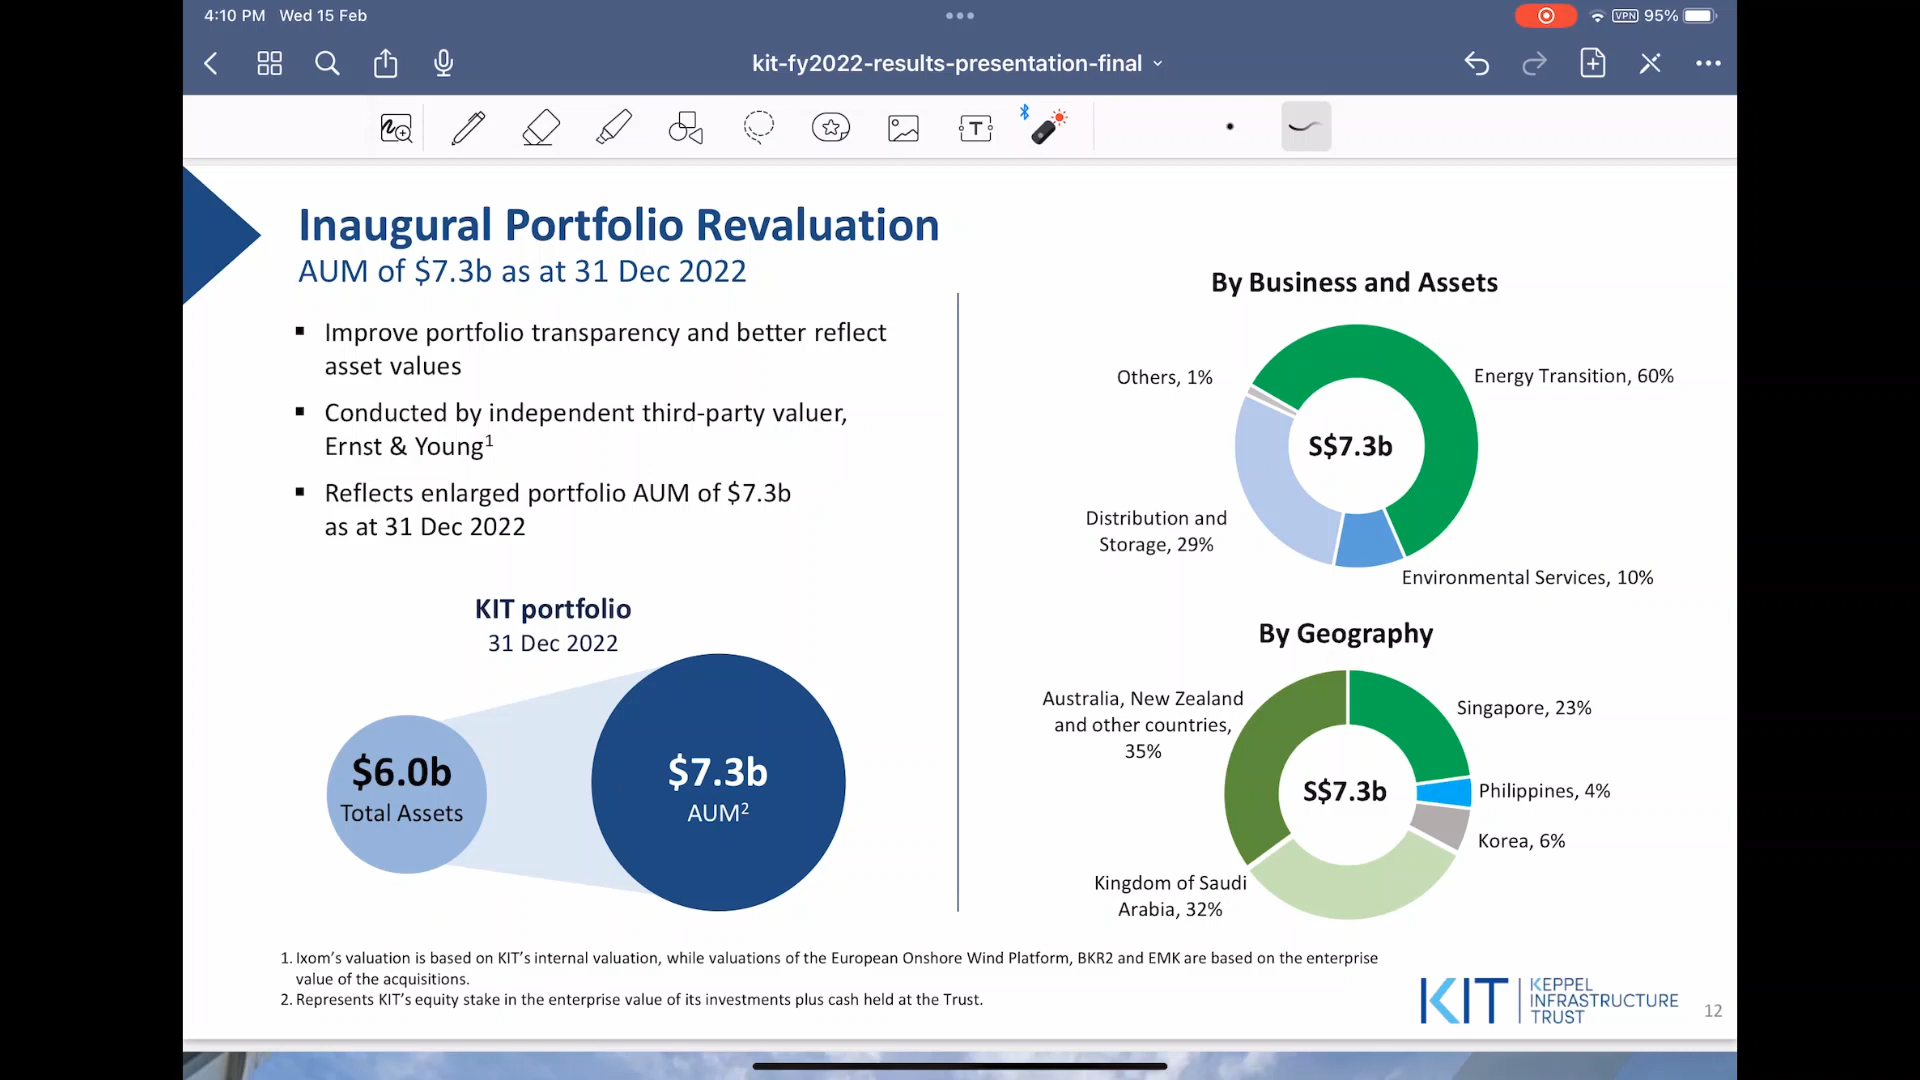 4:10 PM Wed 15 Feb
VPN 95%
kit-fy2022-results-presentation-final
T
Inaugural Portfolio Revaluation
AUM of $7.3b as at 31 Dec 2022
▪ Improve portfolio transparency and better reflect
asset values
▪ Conducted by independent third-party valuer,
Ernst & Young¹
▪ Reflects enlarged portfolio AUM of $7.3b
as at 31 Dec 2022
KIT portfolio
31 Dec 2022
$6.0b
Total Assets
$7.3b
AUM²
By Business and Assets
Others, 1%
Energy Transition, 60%
S$7.3b
Distribution and
Storage, 29%
Environmental Services, 10%
By Geography
Australia, New Zealand
and other countries,
35%
Singapore, 23%
S$7.3b
Philippines, 4%
Korea, 6%
Kingdom of Saudi
Arabia, 32%
1. Ixom's valuation is based on KIT's internal valuation, while valuations of the European Onshore Wind Platform, BKR2 and EMK are based on the enterprise
value of the acquisitions.
2. Represents KIT's equity stake in the enterprise value of its investments plus cash held at the Trust.
KIT
KEPPEL
INFRASTRUCTURE
TRUST
12